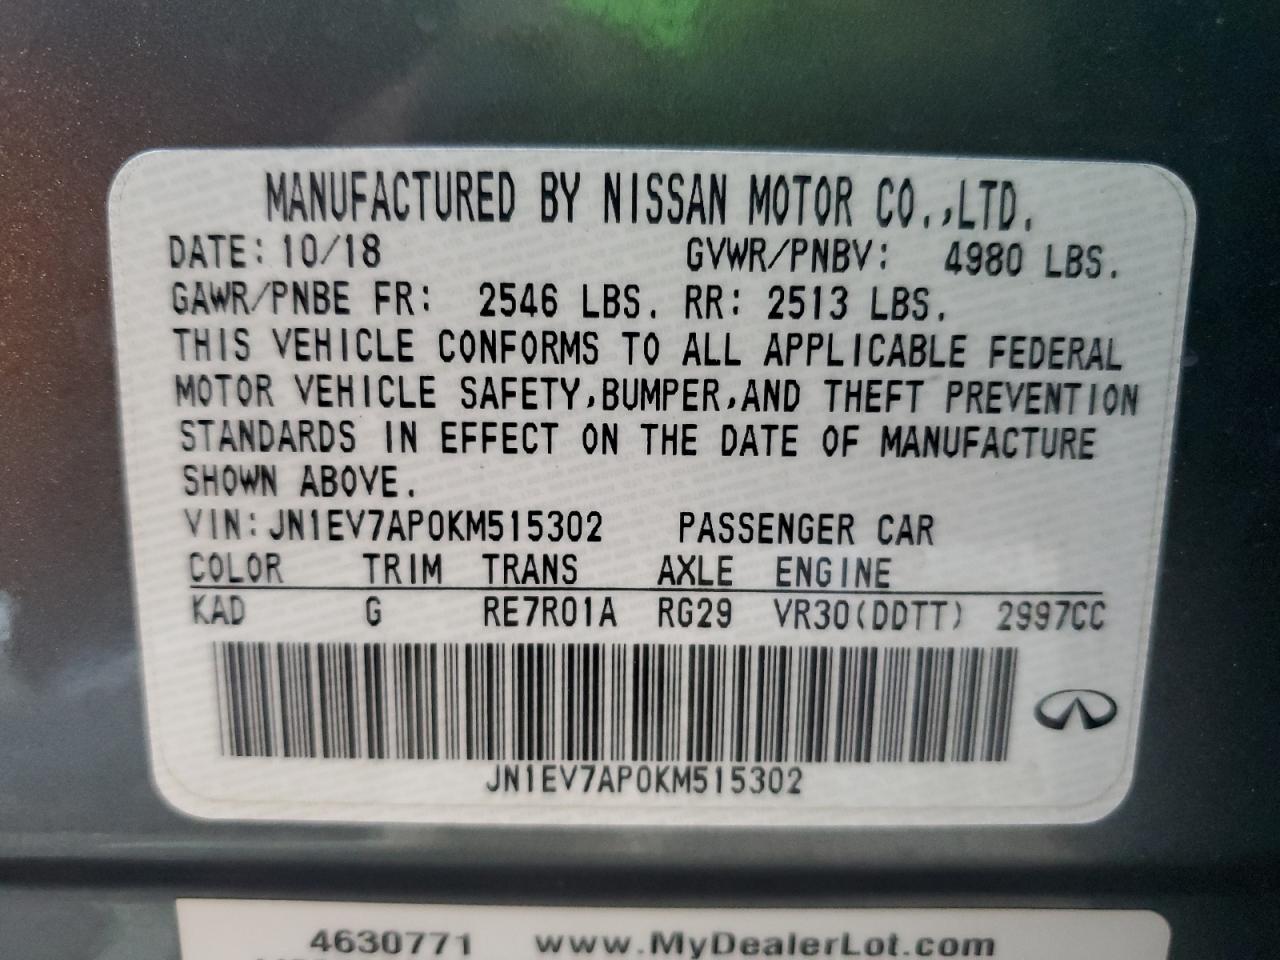 MANUFACTURED BY NISSAN MOTOR CO.,LTD.
DATE: 10/18 GVWR/PNBV: 4980 LBS.
GAWR/PNBE FR: 2546 LBS. RR: 2513 LBS.
THIS VEHICLE CONFORMS TO ALL APPLICABLE FEDERAL
MOTOR VEHICLE SAFETY,BUMPER,AND THEFT PREVENTION
STANDARDS IN EFFECT ON THE DATE OF MANUFACTURE
SHOWN ABOVE.
VIN: JN1EV7AP0KM515302 PASSENGER CAR
COLOR TRIM TRANS AXLE ENGINE
KAD G RE7R01A RG29 VR30(DDTT) 2997CC
JN1EV7AP0KM515302
4630771 www.MyDealerLot.com